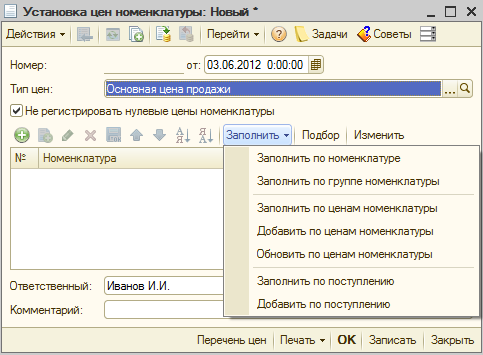 Установка цен номенклатуры: Новый *
Действия Перейти Задачи Советы
Номер: от: 03.06.2012 0:00:00
Тип цен: Основная цена продажи ...
Не регистрировать нулевые цены номенклатуры
Заполнить Подбор Изменить
№ Номенклатура
Заполнить по номенклатуре
Заполнить по группе номенклатуры
Заполнить по ценам номенклатуры
Добавить по ценам номенклатуры
Обновить по ценам номенклатуры
Заполнить по поступлению
Добавить по поступлению
Ответственный: Иванов И.И.
Комментарий:
Перечень цен Печать OK Записать Закрыть